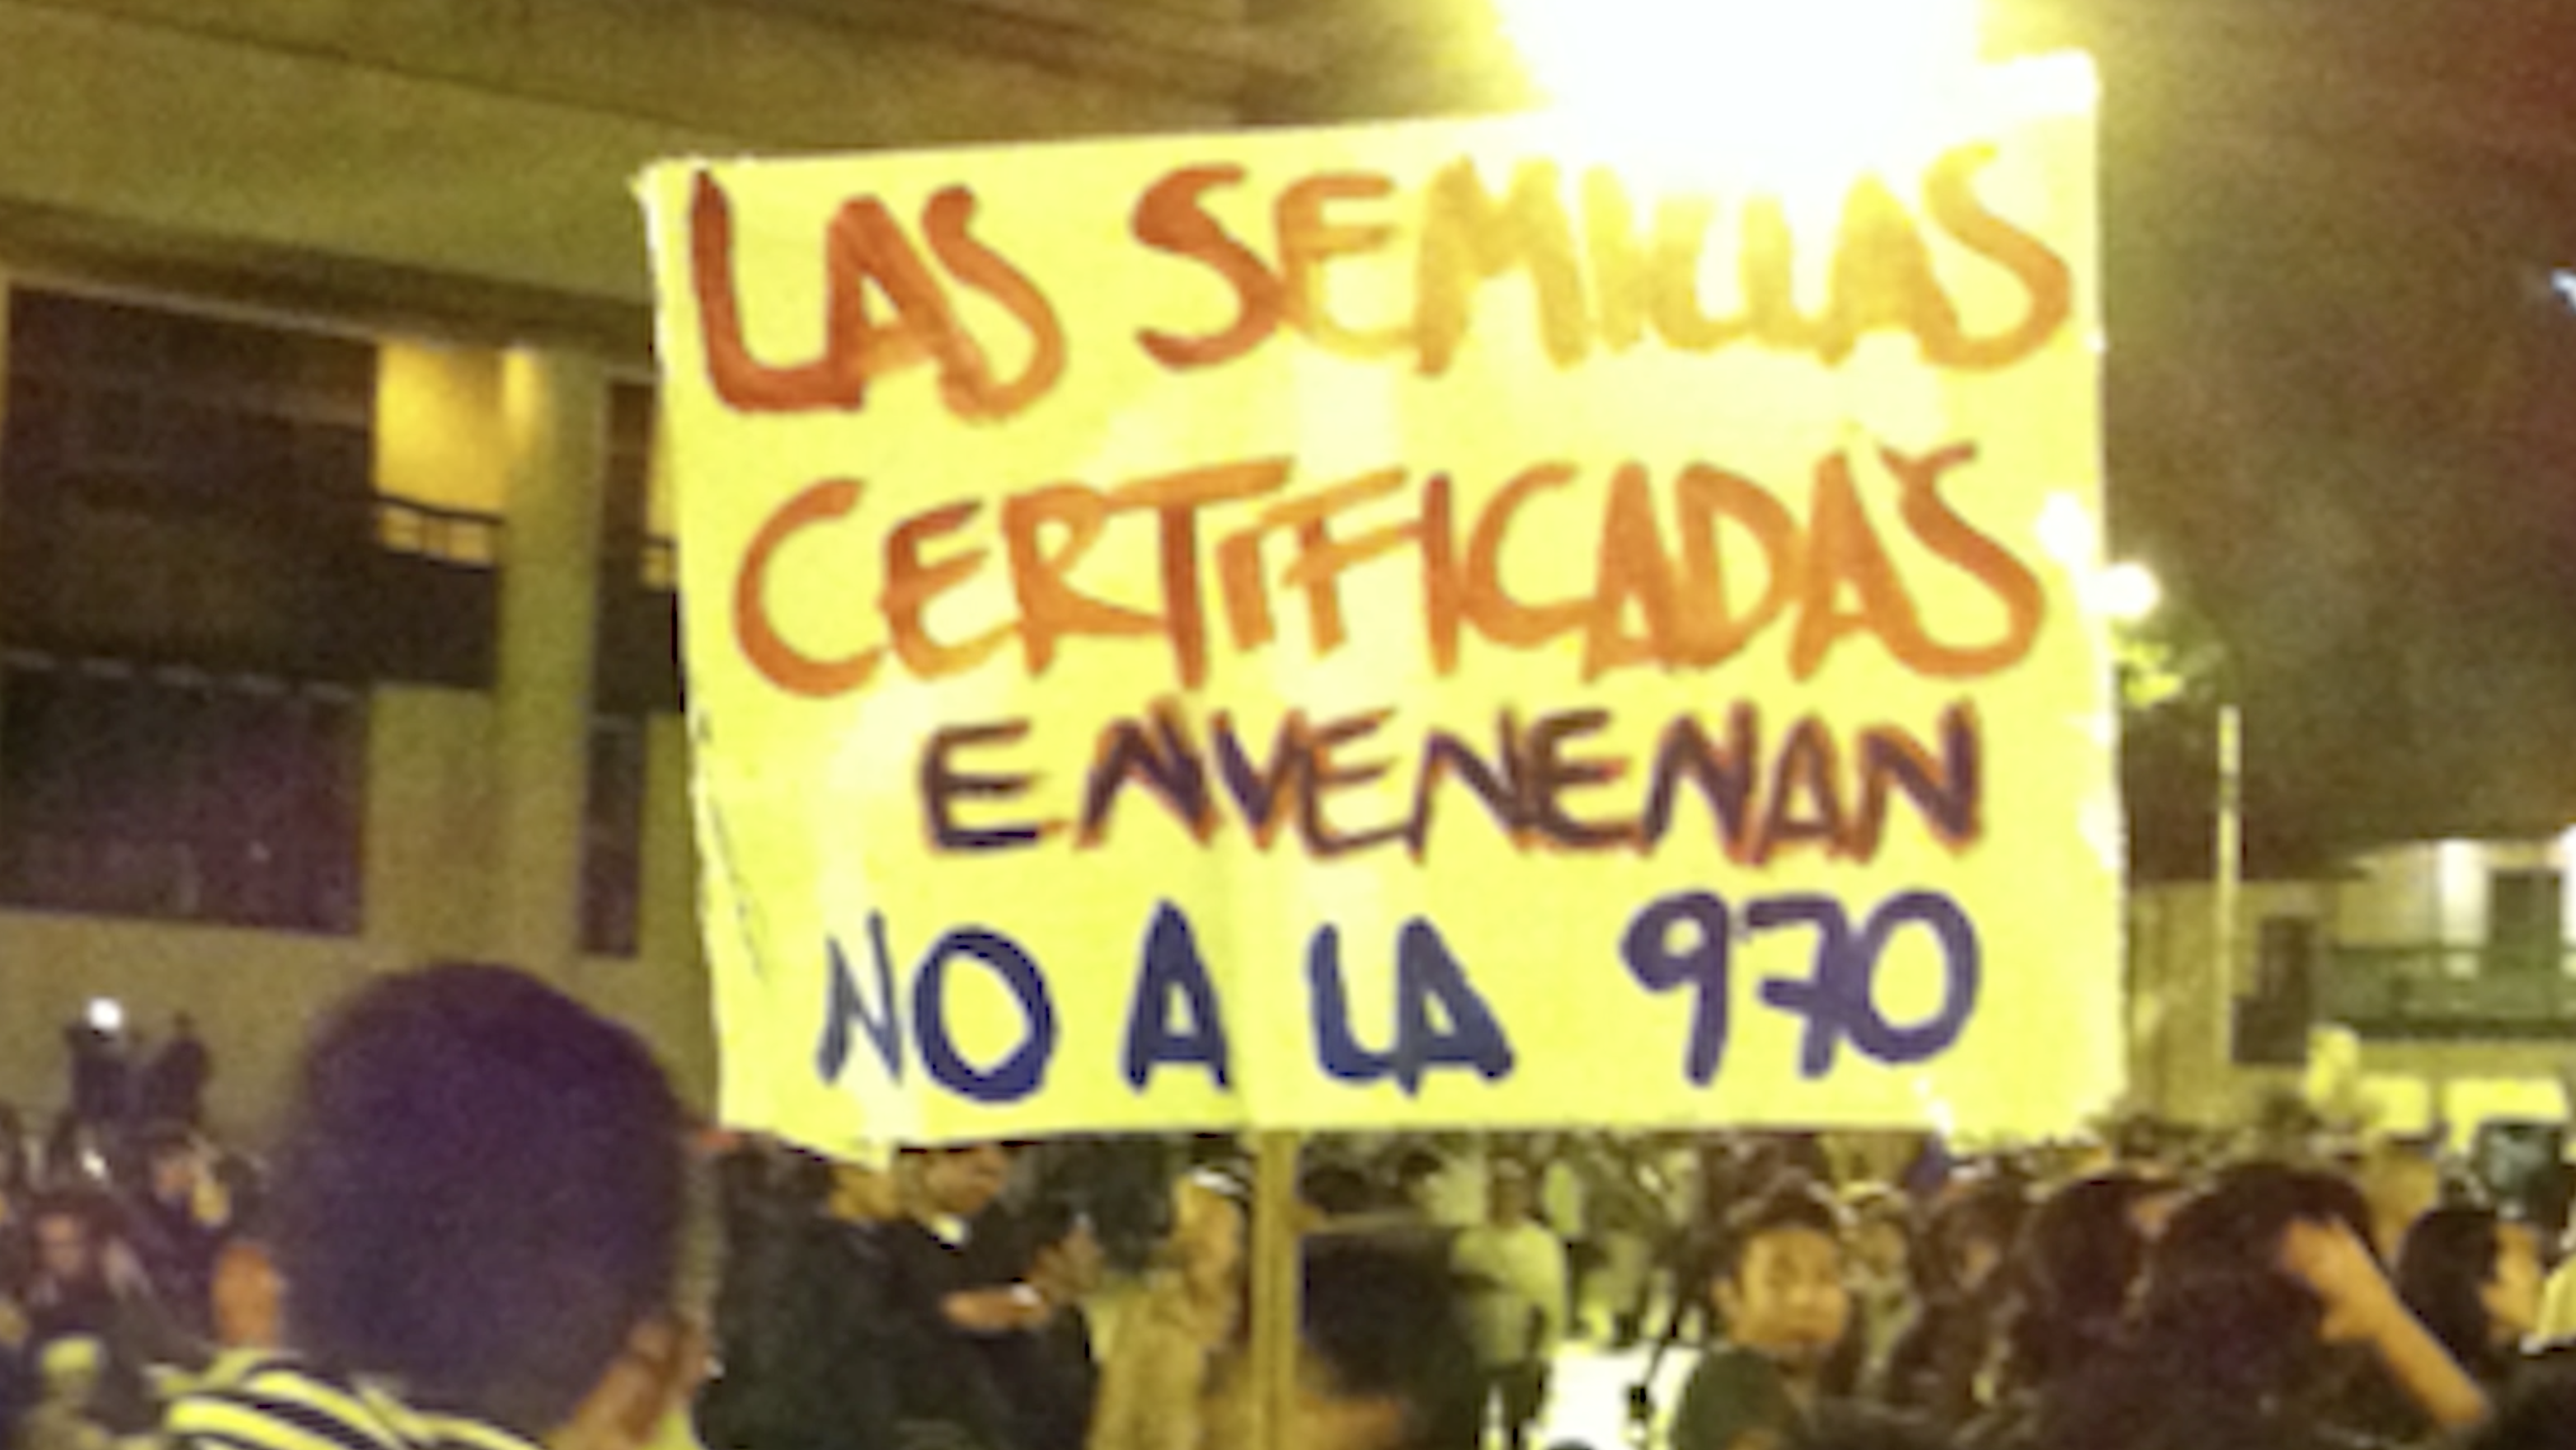 LAS SEMILLAS
CERTIFICADAS
ENVENENAN
NO A LA 970